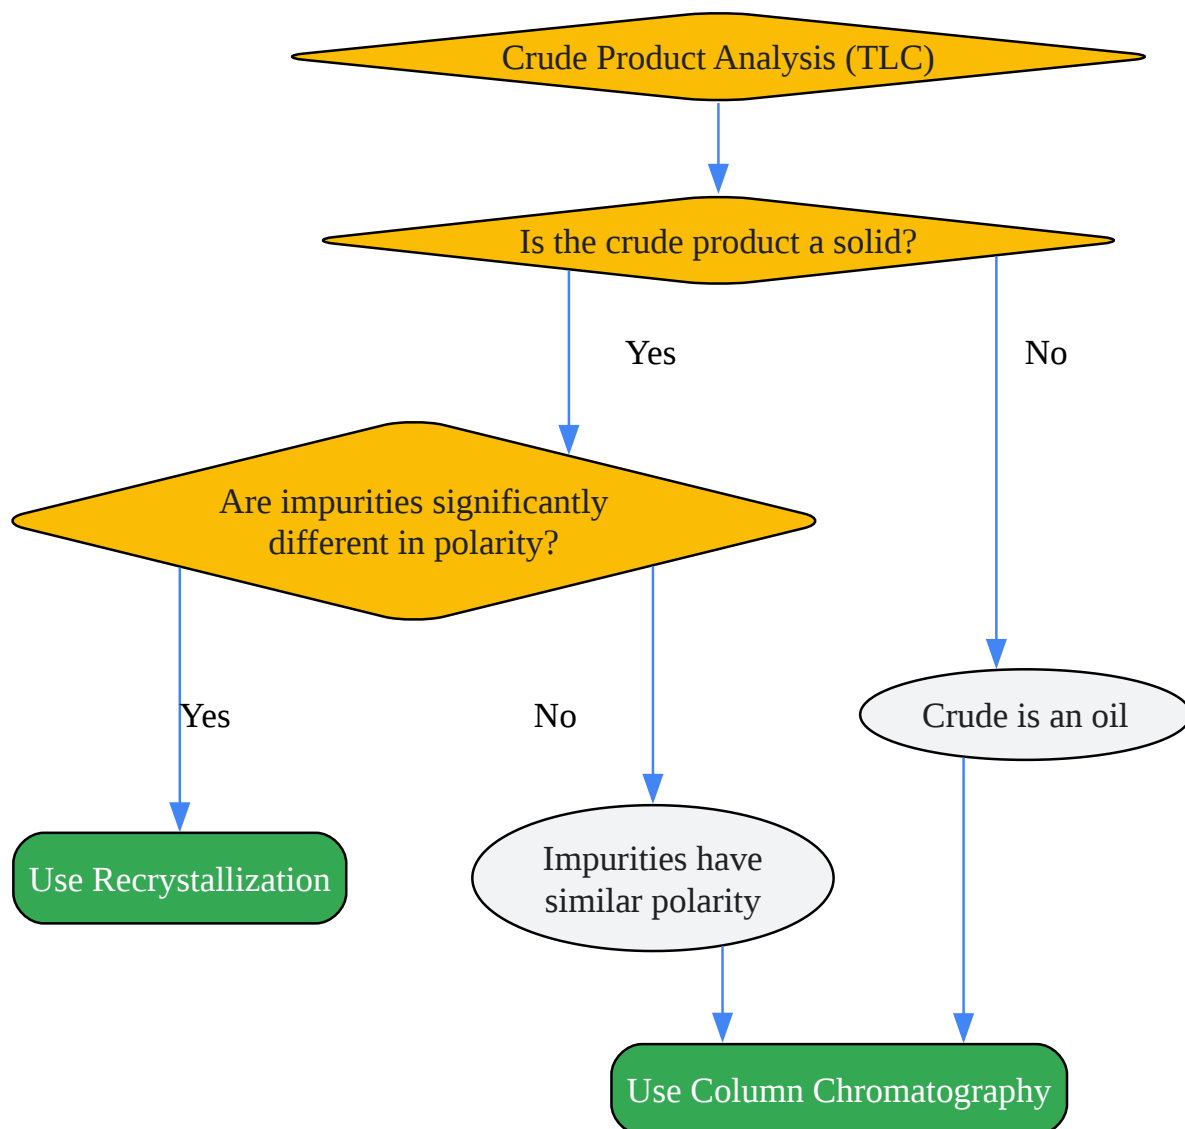 Crude Product Analysis (TLC)
Is the crude product a solid?
Yes
No
Are impurities significantly
different in polarity?
Yes
No
Crude is an oil
Use Recrystallization
Impurities have
similar polarity
Use Column Chromatography